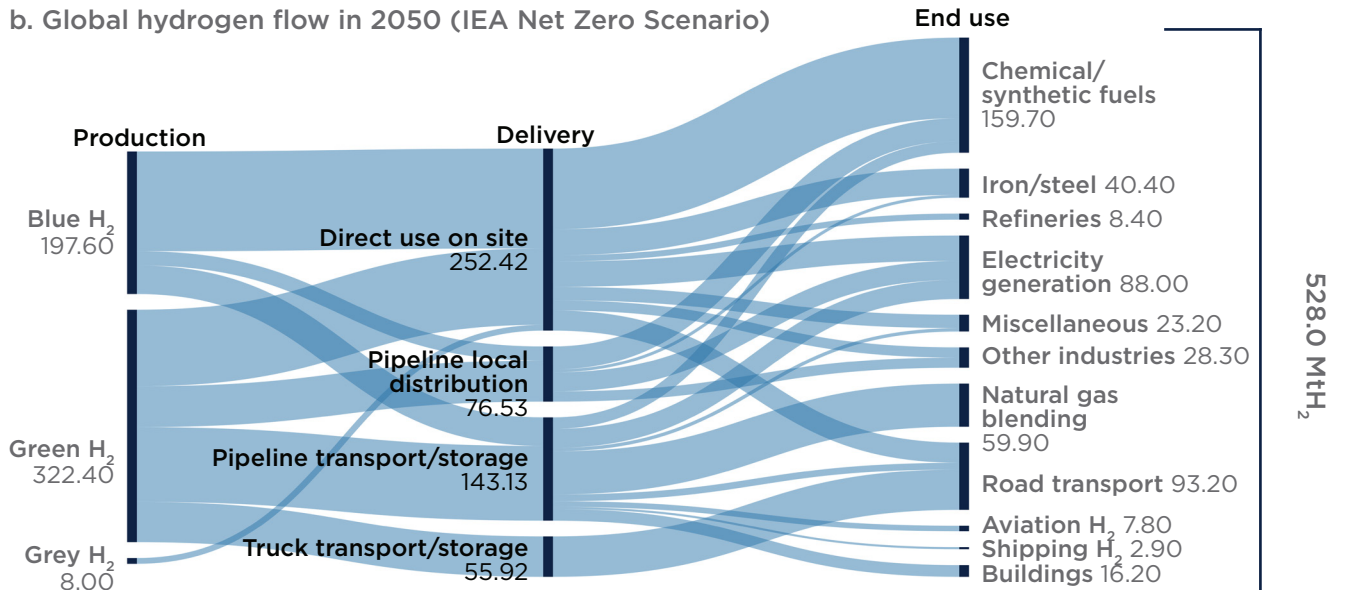 b. Global hydrogen flow in 2050 (IEA Net Zero Scenario)
Production
Blue H₂
197.60
Green H₂
322.40
Grey H₂
8.00
Delivery
Direct use on site
252.42
Pipeline local
distribution
76.53
Pipeline transport/storage
143.13
Truck transport/storage
55.92
End use
Chemical/
synthetic fuels
159.70
Iron/steel 40.40
Refineries 8.40
Electricity
generation 88.00
Miscellaneous 23.20
Other industries 28.30
Natural gas
blending
59.90
Road transport 93.20
Aviation H₂ 7.80
Shipping H₂ 2.90
Buildings 16.20
528.0 MtH₂